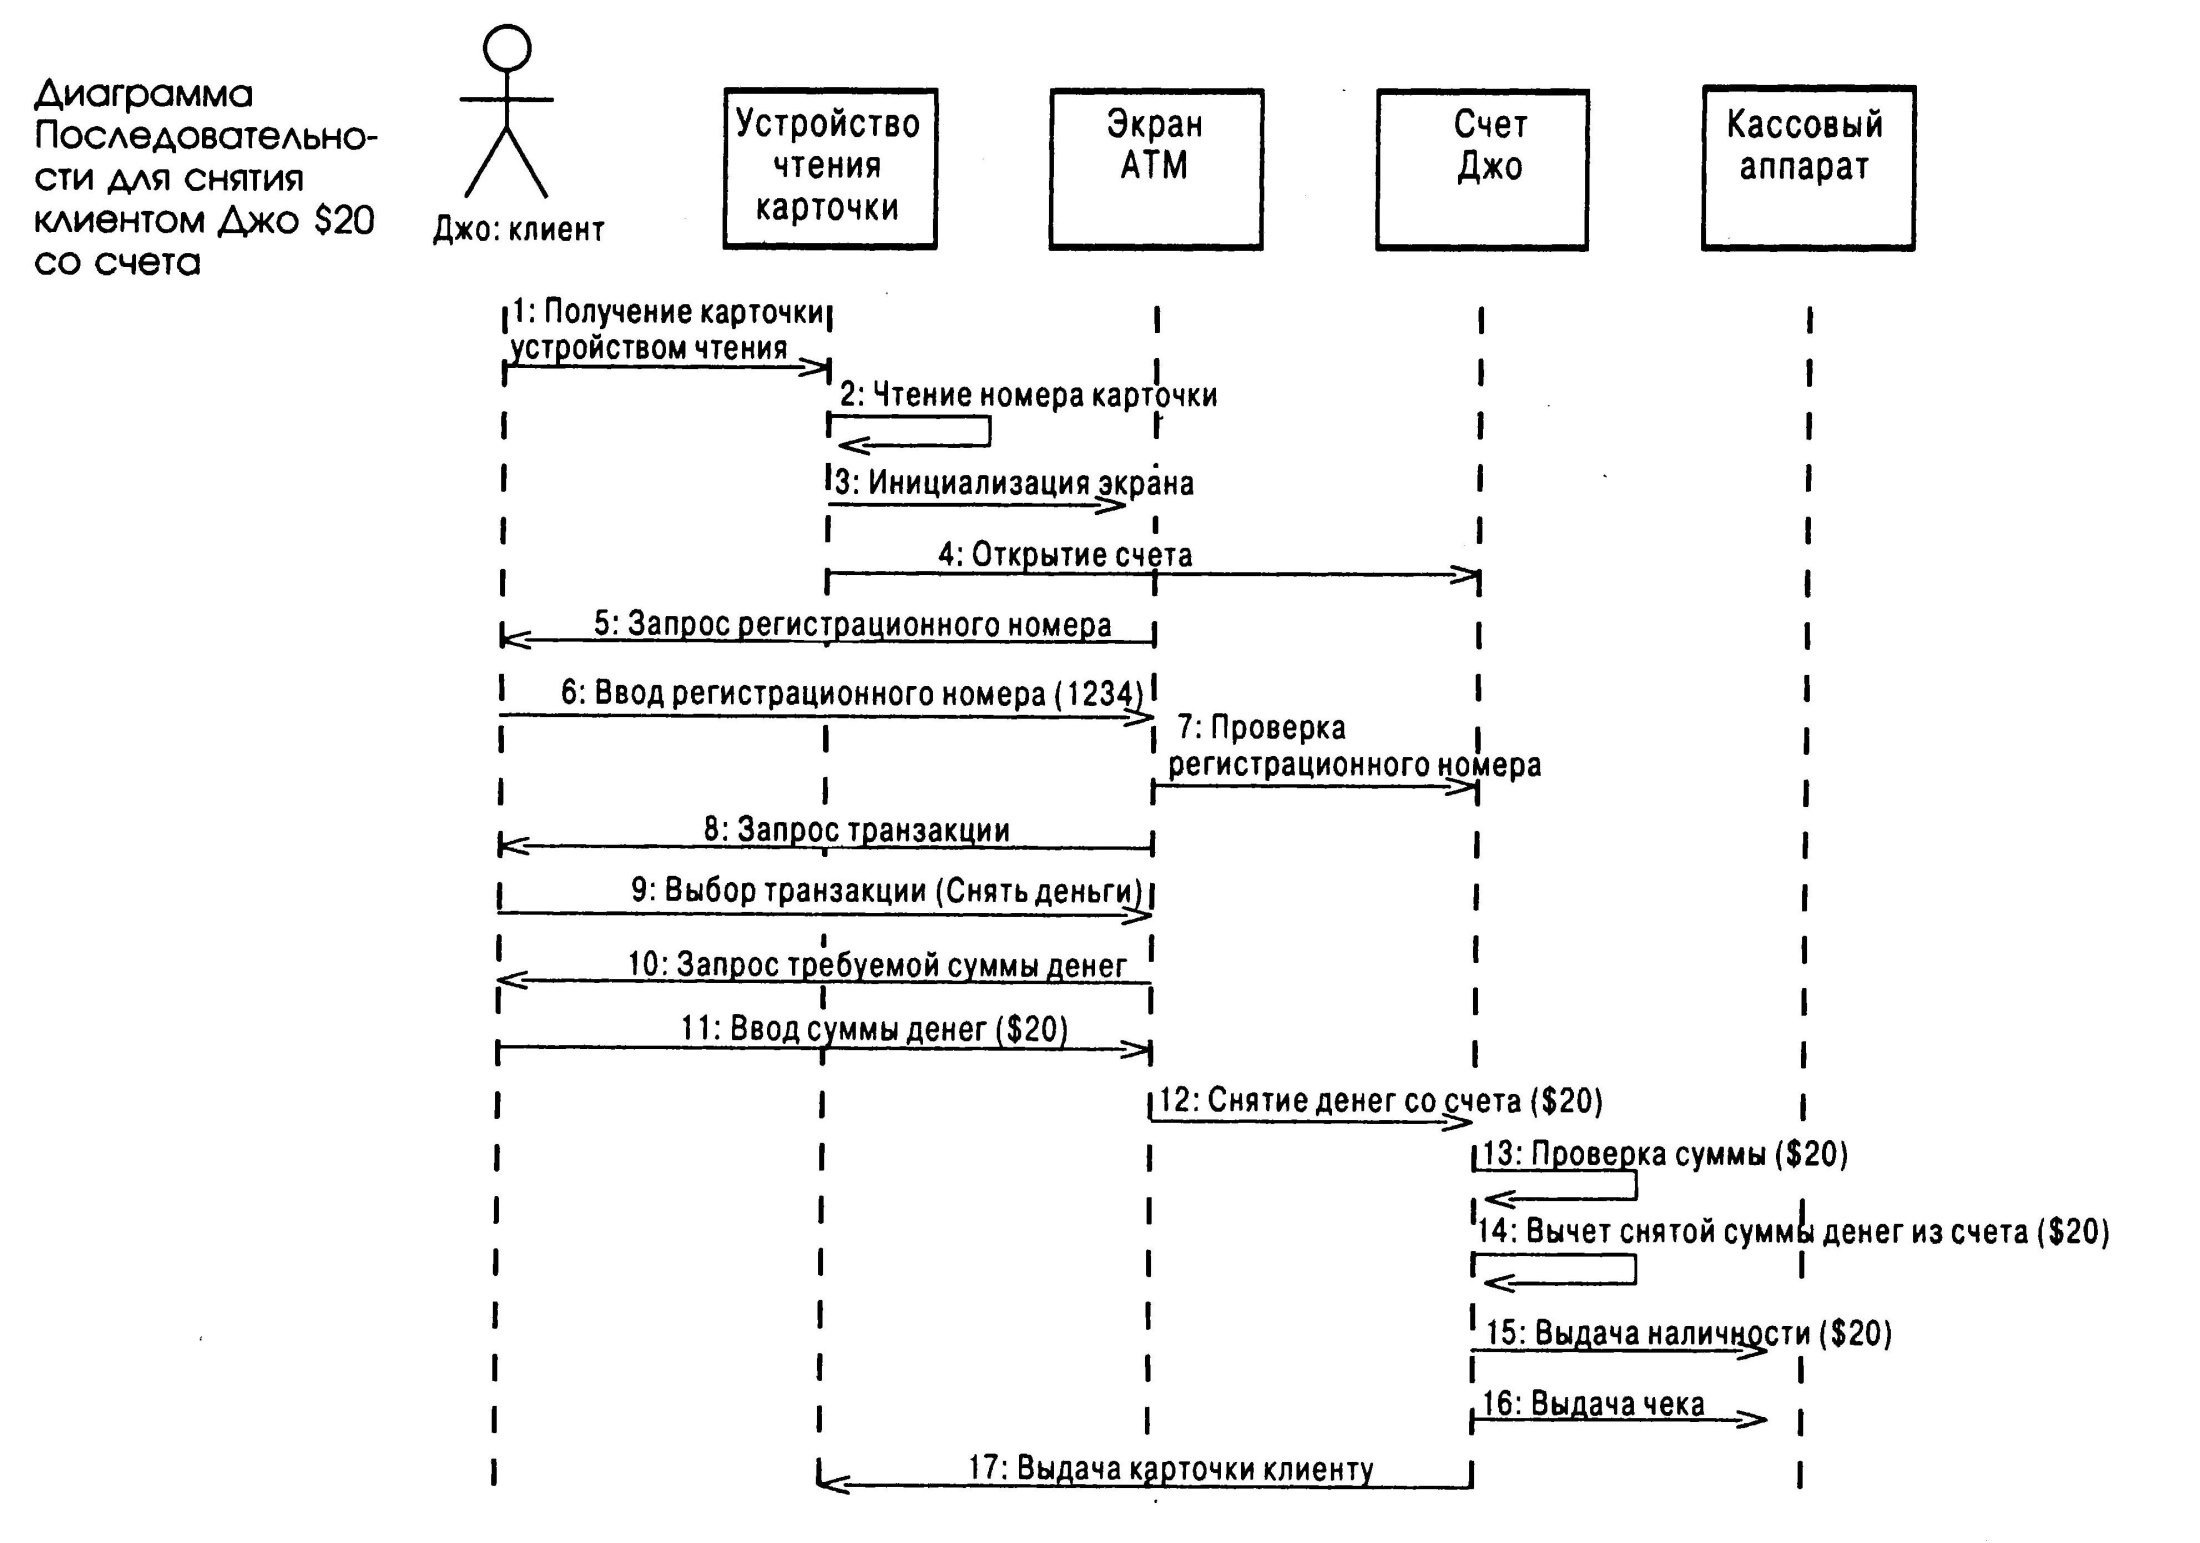 Диаграмма
Последовательно-
сти для снятия
клиентом Джо $20
со счета
Джо: клиент
Устройство
чтения
карточки
Экран
АТМ
Счет
Джо
Кассовый
аппарат
1: Получение карточки
устройством чтения
2: Чтение номера карточки
3: Инициализация экрана
4: Открытие счета
5: Запрос регистрационного номера
6: Ввод регистрационного номера (1234)
7: Проверка
регистрационного номера
8: Запрос транзакции
9: Выбор транзакции (Снять деньги)
10: Запрос требуемой суммы денег
11: Ввод суммы денег ($20)
12: Снятие денег со счета ($20)
13: Проверка суммы ($20)
14: Вычет снятой суммы денег из счета ($20)
15: Выдача наличности ($20)
16: Выдача чека
17: Выдача карточки клиенту